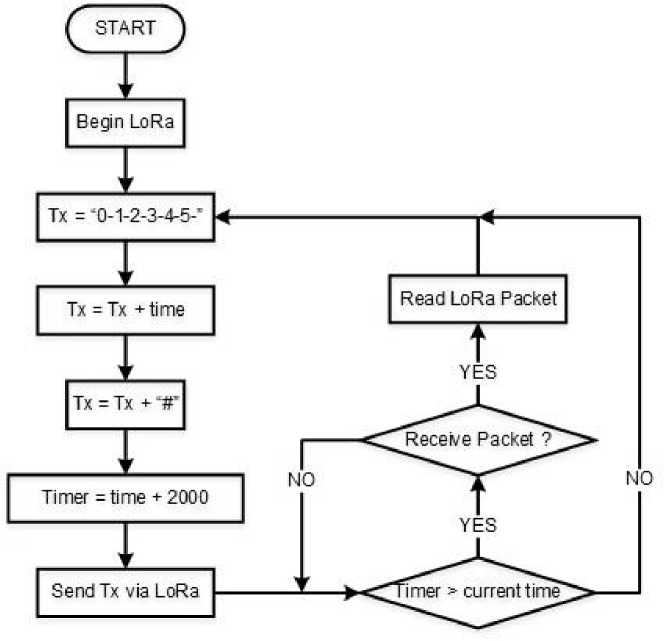 START
Begin LoRa
Tx = “0-1-2-3-4-5-”
Tx = Tx + time
Tx = Tx + “#”
Timer = time + 2000
Send Tx via LoRa
Timer > current time
YES
NO
Receive Packet ?
NO
YES
Read LoRa Packet